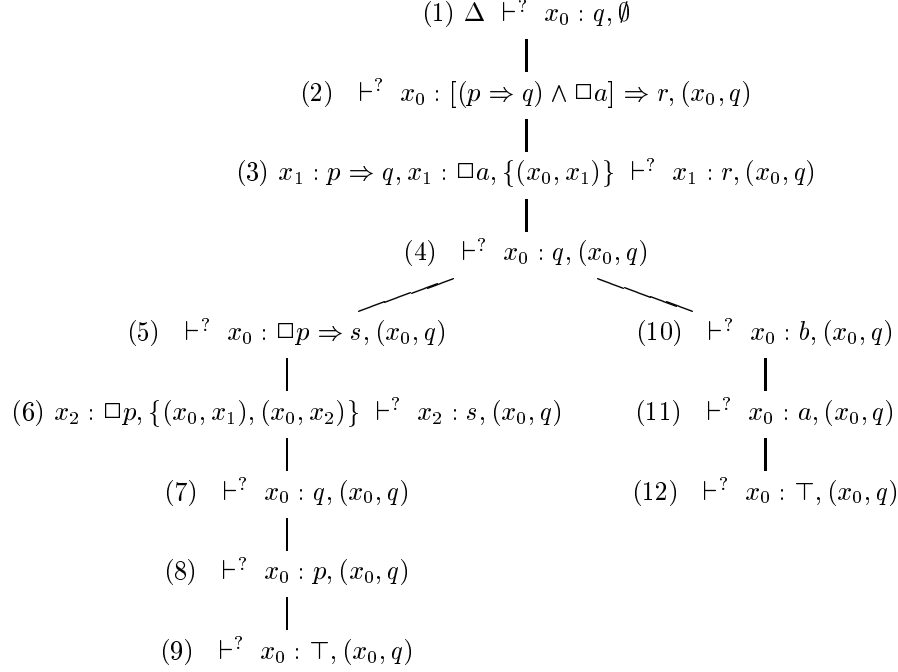 (1) Δ ⊢? x₀ : q, ∅
(2) ⊢? x₀ : [(p ⇒ q) ∧ □a] ⇒ r, (x₀, q)
(3) x₁ : p ⇒ q, x₁ : □a, {(x₀, x₁)} ⊢? x₁ : r, (x₀, q)
(4) ⊢? x₀ : q, (x₀, q)
(5) ⊢? x₀ : □p ⇒ s, (x₀, q) (10) ⊢? x₀ : b, (x₀, q)
(6) x₂ : □p, {(x₀, x₁), (x₀, x₂)} ⊢? x₂ : s, (x₀, q) (11) ⊢? x₀ : a, (x₀, q)
(7) ⊢? x₀ : q, (x₀, q) (12) ⊢? x₀ : ⊤, (x₀, q)
(8) ⊢? x₀ : p, (x₀, q)
(9) ⊢? x₀ : ⊤, (x₀, q)